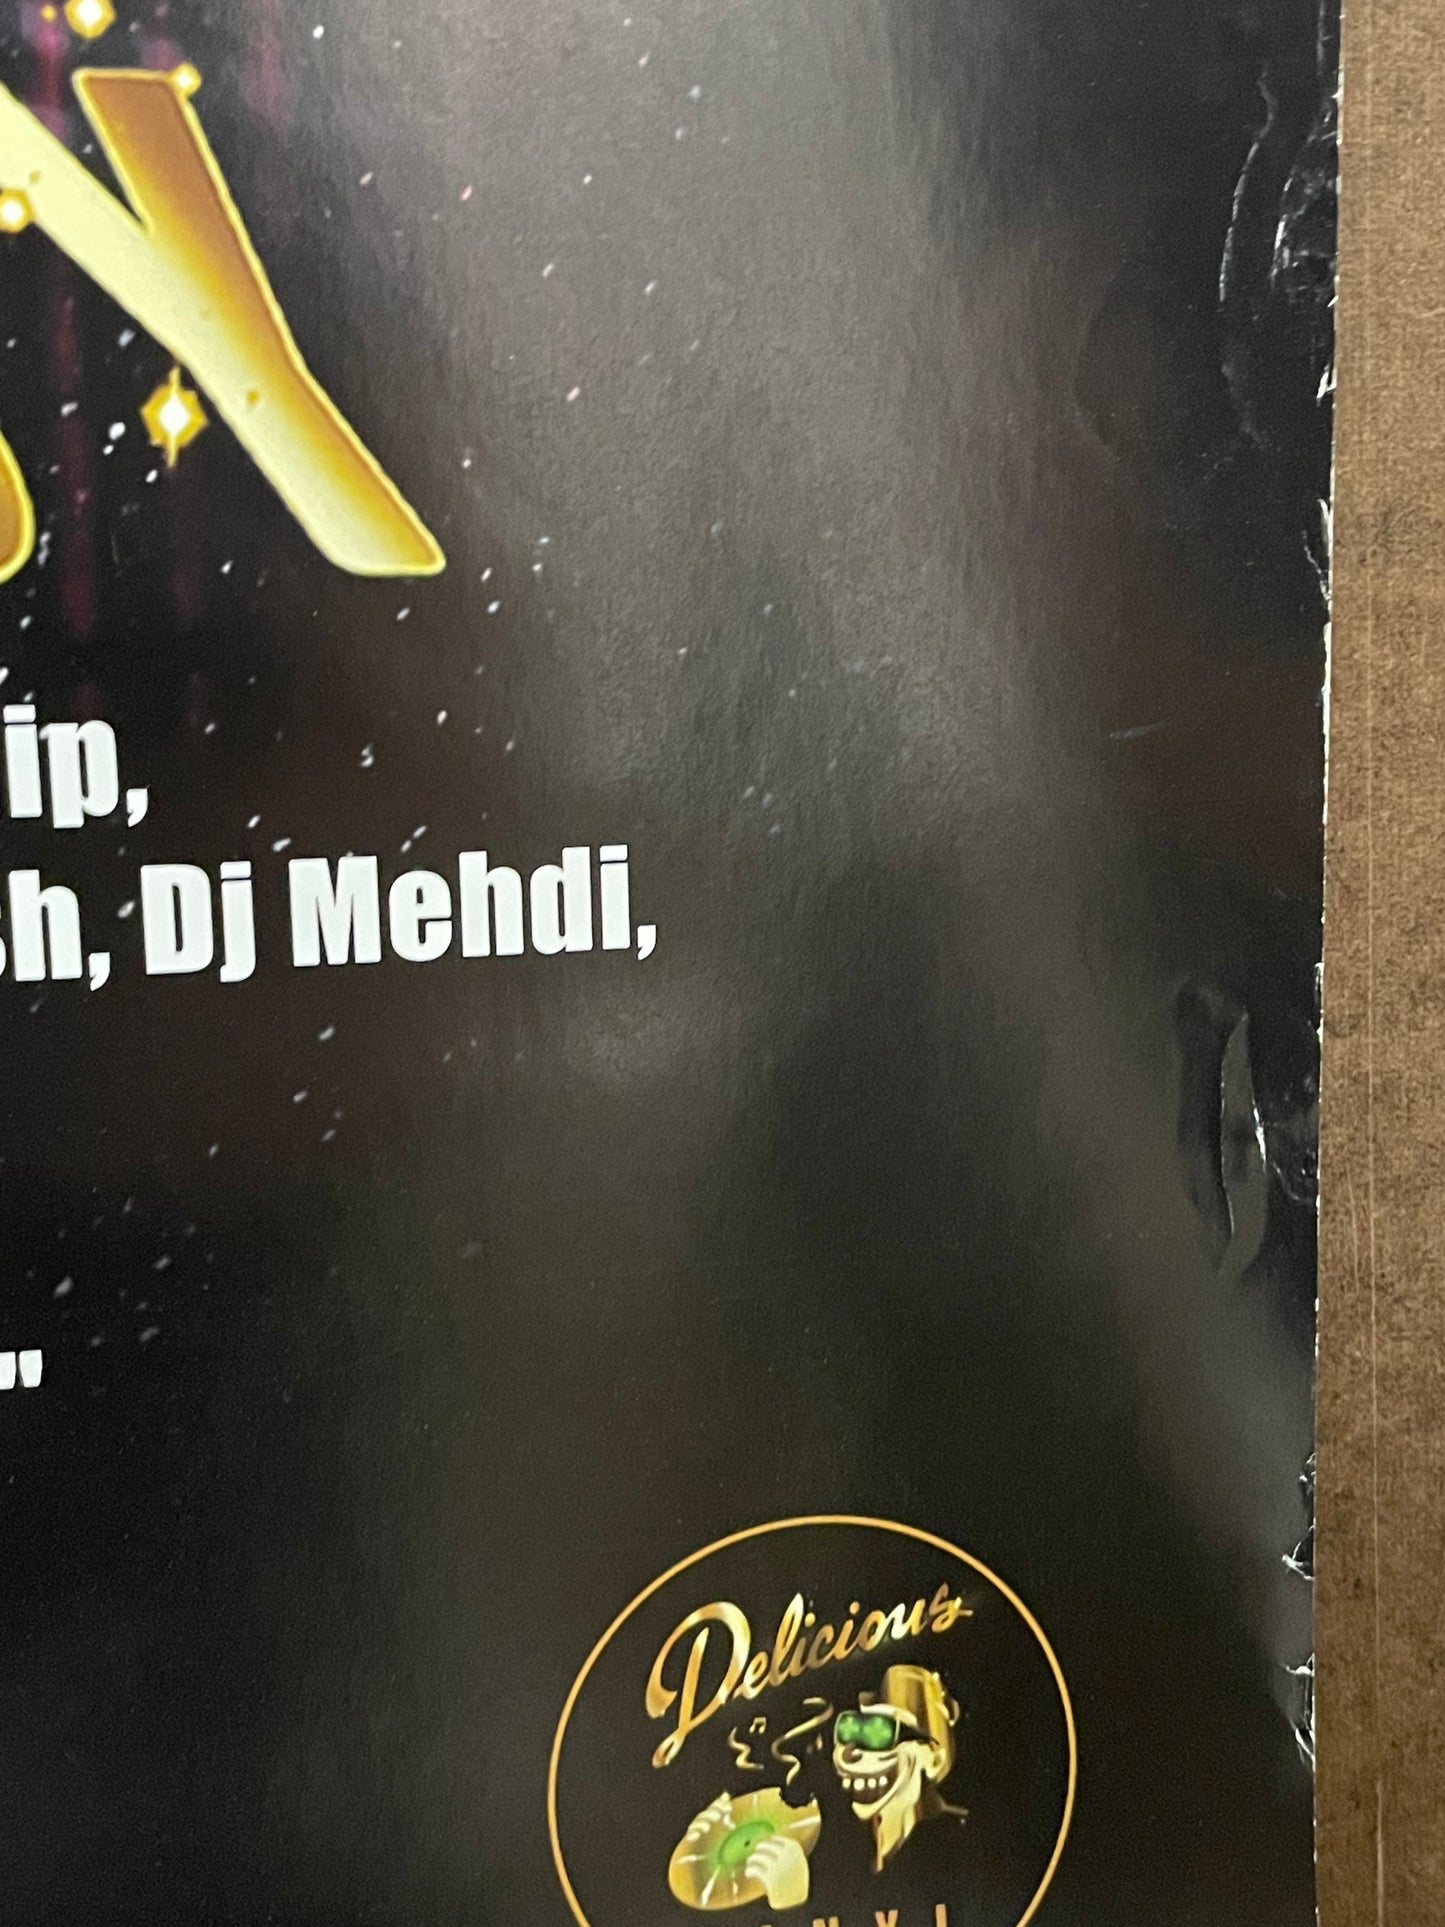 ip,
sh, Dj Mehdi,
"
Delicious